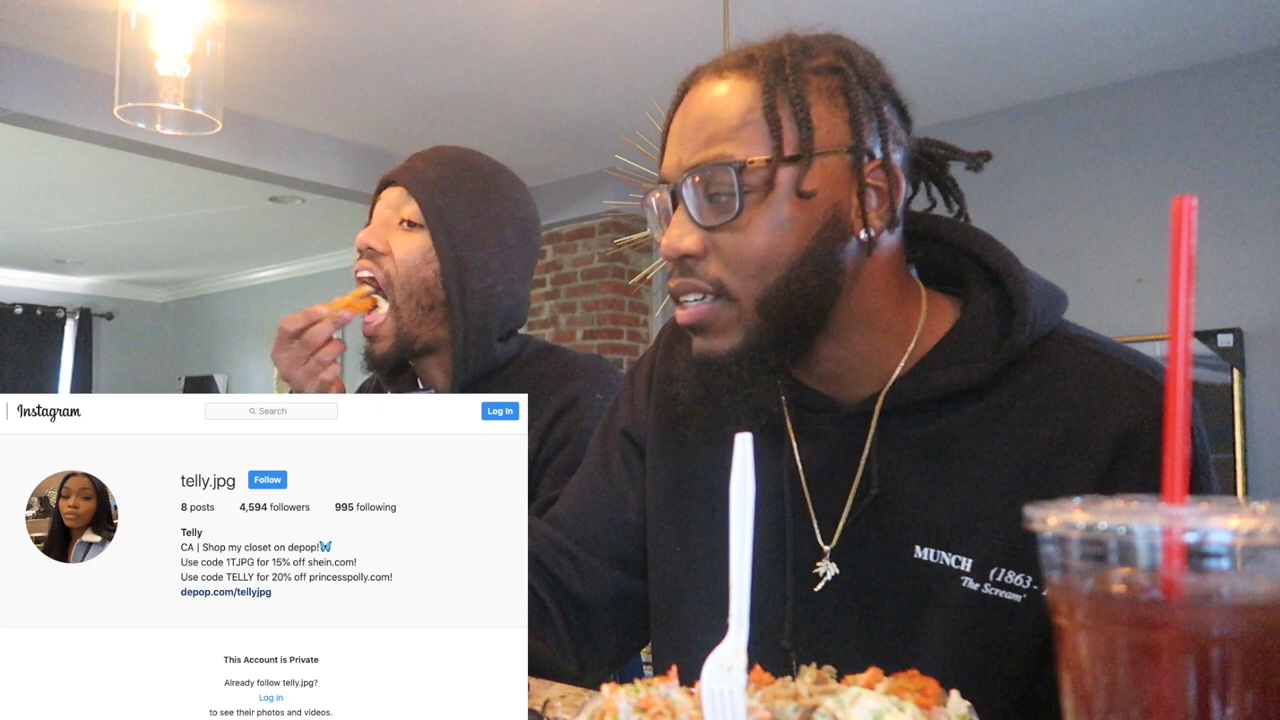 Instagram
Search
Log In
telly.jpg
Follow
8 posts 4,594 followers 995 following
Telly
CA | Shop my closet on depop!🦋
Use code 1TJPG for 15% off shein.com!
Use code TELLY for 20% off princesspolly.com!
depop.com/tellyjpg
This Account is Private
Already follow telly.jpg?
Log in
to see their photos and videos.
MUNCH (1863-
'The Scream'